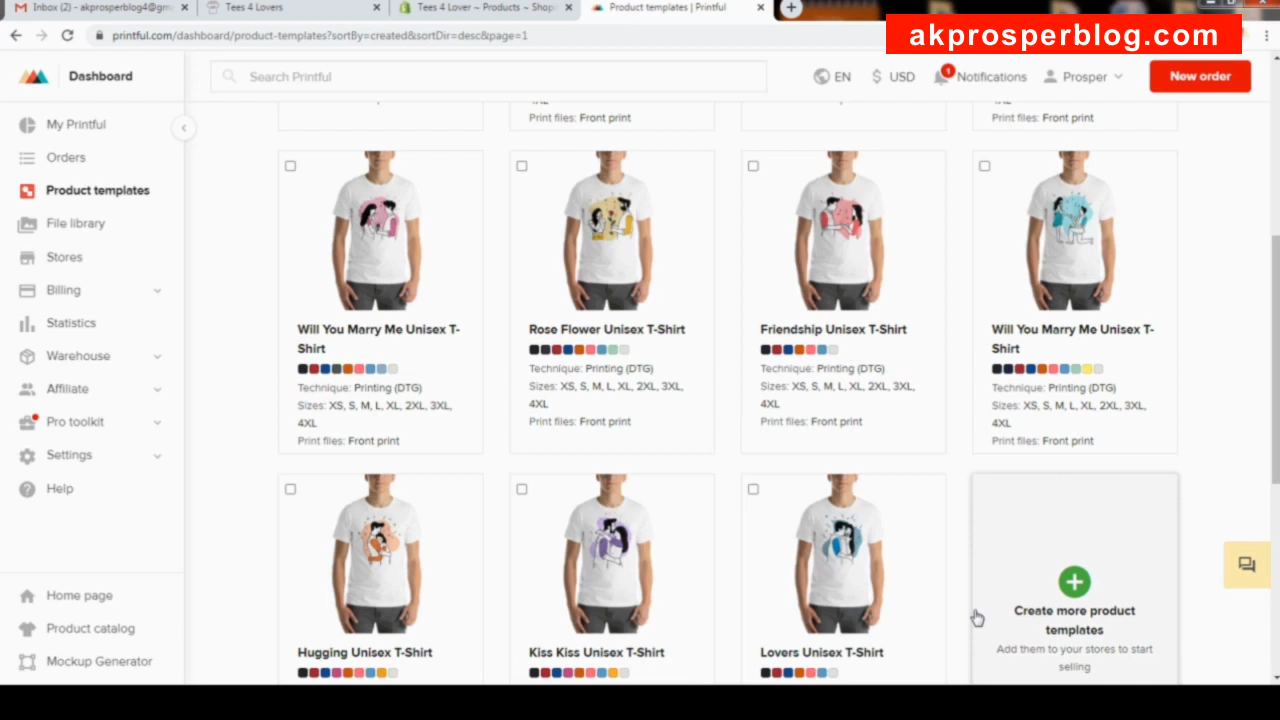 Inbox (2) - akprosperblog4@gm
Tees 4 Lovers
Tees 4 Lover ~ Products ~ Shop
Product templates | Printful
printful.com/dashboard/product-templates?sortBy=created&sortDir=desc&page=1
akprosperblog.com
Dashboard
Search Printful
EN
$ USD
1
Notifications
Prosper
New order
My Printful
Orders
Product templates
File library
Stores
Billing
Statistics
Warehouse
Affiliate
Pro toolkit
Settings
Help
Home page
Product catalog
Mockup Generator
Print files: Front print
4XL
Print files: Front print
Will You Marry Me Unisex T-
Shirt
Technique: Printing (DTG)
Sizes: XS, S, M, L, XL, 2XL, 3XL,
4XL
Print files: Front print
Rose Flower Unisex T-Shirt
Technique: Printing (DTG)
Sizes: XS, S, M, L, XL, 2XL, 3XL,
4XL
Print files: Front print
Friendship Unisex T-Shirt
Technique: Printing (DTG)
Sizes: XS, S, M, L, XL, 2XL, 3XL,
4XL
Print files: Front print
Will You Marry Me Unisex T-
Shirt
Technique: Printing (DTG)
Sizes: XS, S, M, L, XL, 2XL, 3XL,
4XL
Print files: Front print
Hugging Unisex T-Shirt
Kiss Kiss Unisex T-Shirt
Lovers Unisex T-Shirt
Create more product
templates
Add them to your stores to start
selling